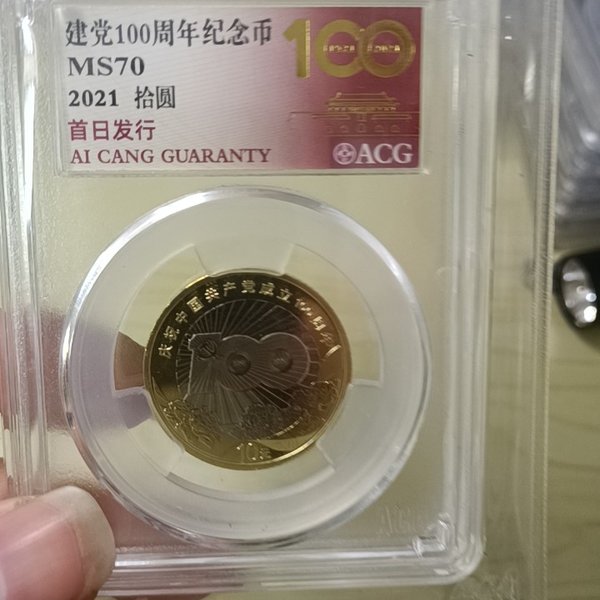 建党100周年纪念币
MS70
2021 拾圆
首日发行
AI CANG GUARANTY
100
ACG
庆祝中国共产党成立100周年
10元